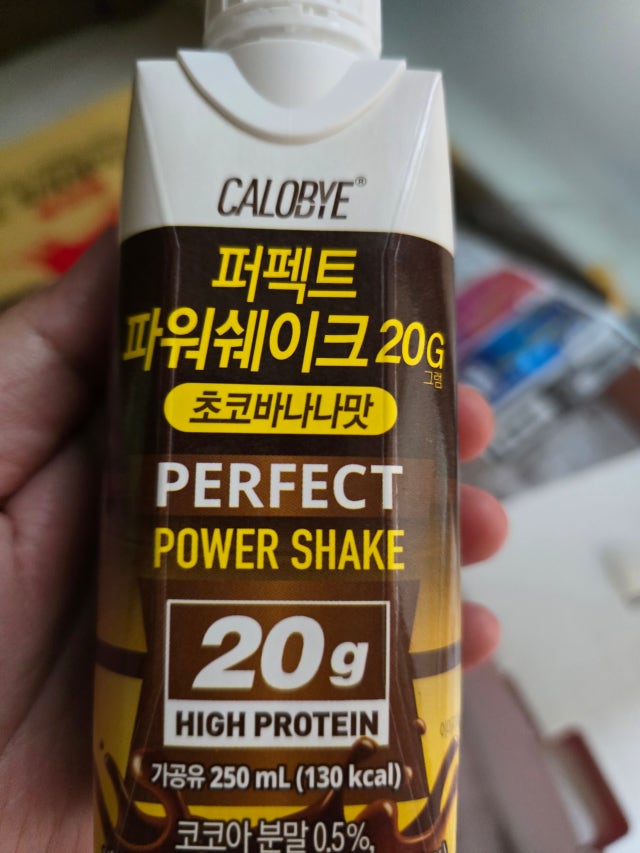 CALOBYE®
퍼펙트
파워쉐이크 20G
그램
초코바나나맛
PERFECT
POWER SHAKE
20g
HIGH PROTEIN
가공유 250 mL (130 kcal)
코코아 분말 0.5%,